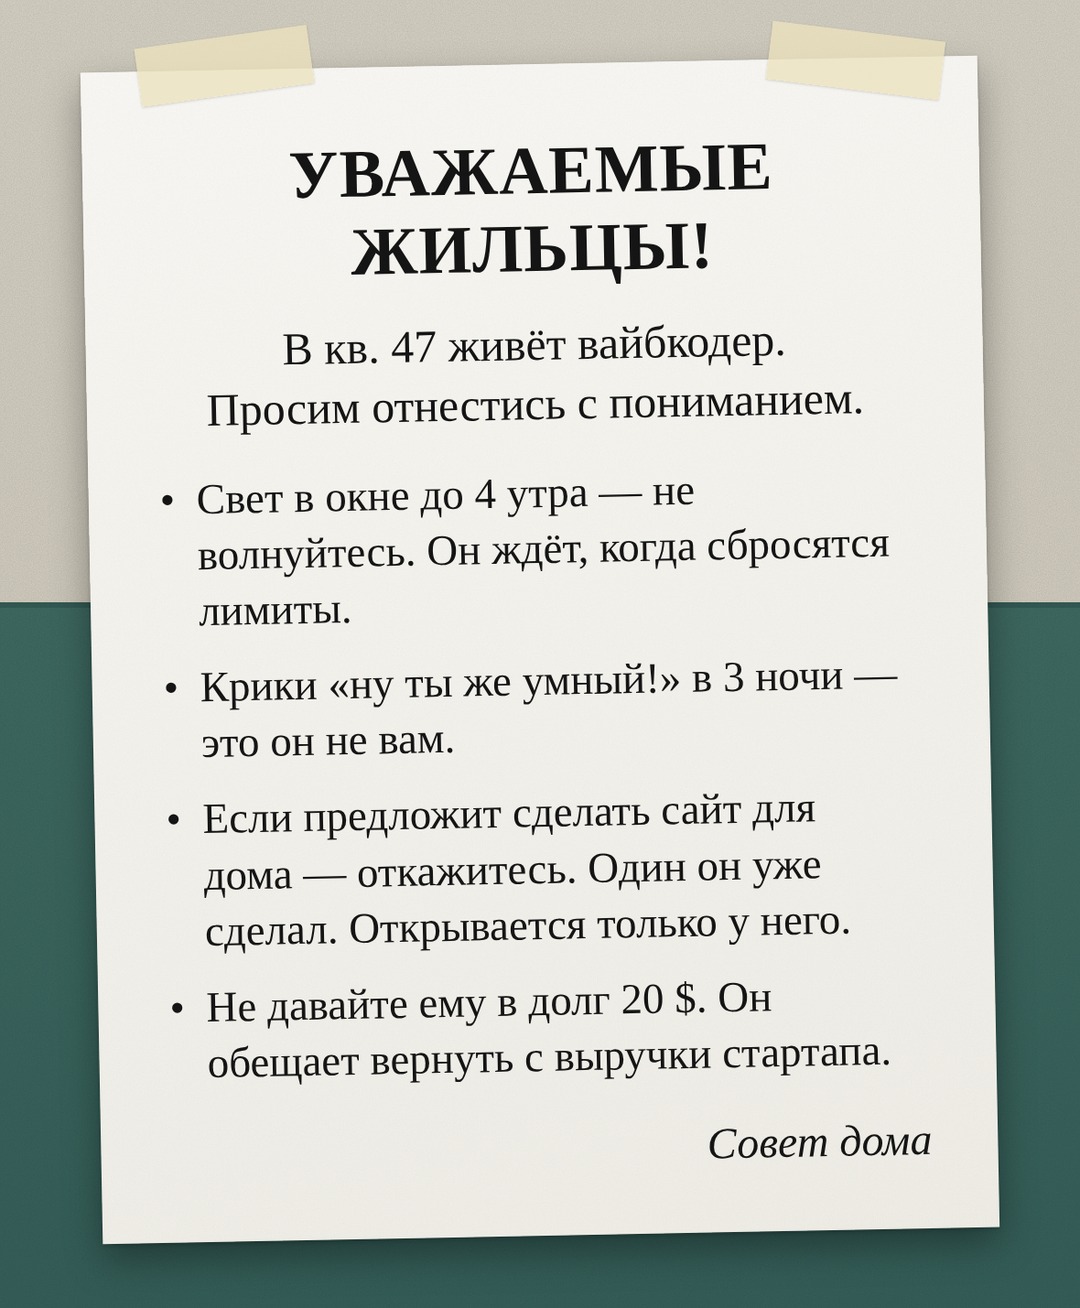 УВАЖАЕМЫЕ
ЖИЛЬЦЫ!
В кв. 47 живёт вайбкодер.
Просим отнестись с пониманием.
• Свет в окне до 4 утра — не
волнуйтесь. Он ждёт, когда сбросятся
лимиты.
• Крики «ну ты же умный!» в 3 ночи —
это он не вам.
• Если предложит сделать сайт для
дома — откажитесь. Один он уже
сделал. Открывается только у него.
• Не давайте ему в долг 20 $. Он
обещает вернуть с выручки стартапа.
Совет дома